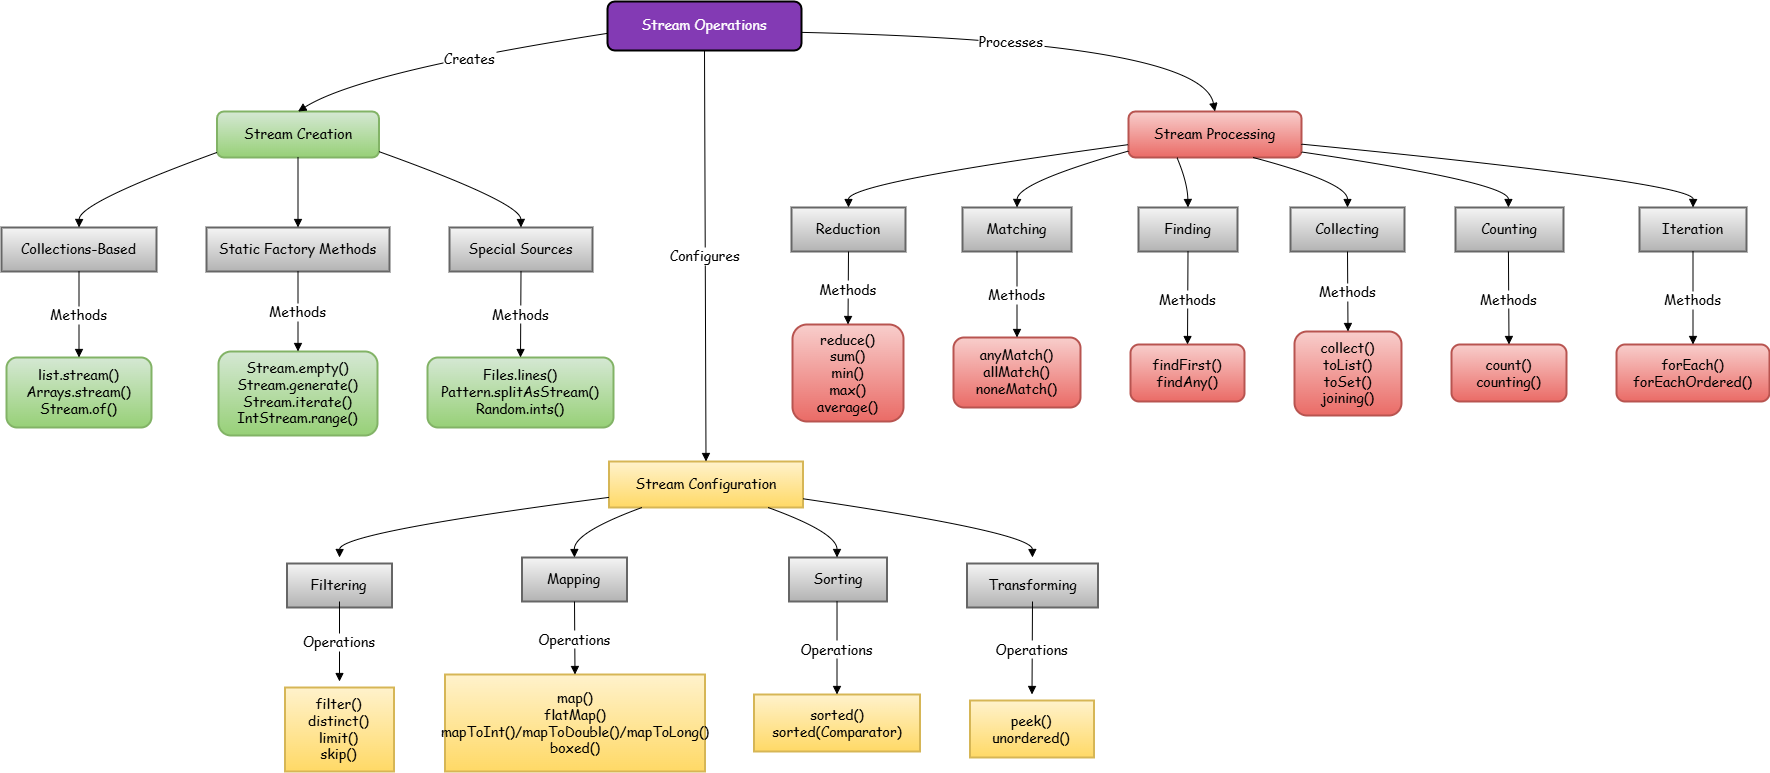 Stream Operations
Creates
Processes
Stream Creation
Stream Processing
Collections-Based
Static Factory Methods
Special Sources
Reduction
Matching
Finding
Collecting
Counting
Iteration
Configures
Methods
Methods
Methods
Methods
Methods
Methods
Methods
Methods
Methods
list.stream()
Arrays.stream()
Stream.of()
Stream.empty()
Stream.generate()
Stream.iterate()
IntStream.range()
Files.lines()
Pattern.splitAsStream()
Random.ints()
reduce()
sum()
min()
max()
average()
anyMatch()
allMatch()
noneMatch()
findFirst()
findAny()
collect()
toList()
toSet()
joining()
count()
counting()
forEach()
forEachOrdered()
Stream Configuration
Filtering
Mapping
Sorting
Transforming
Operations
Operations
Operations
Operations
filter()
distinct()
limit()
skip()
map()
flatMap()
mapToInt()/mapToDouble()/mapToLong()
boxed()
sorted()
sorted(Comparator)
peek()
unordered()